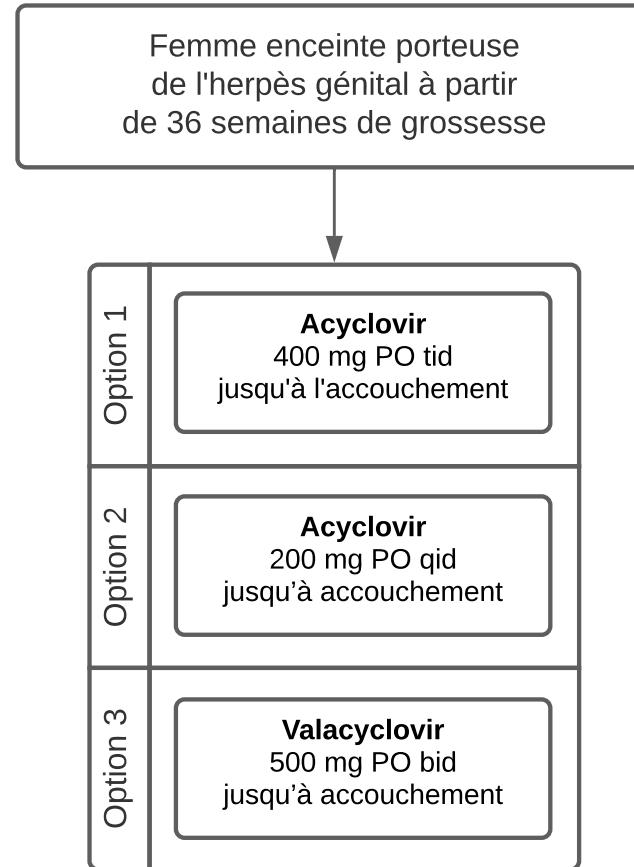 Femme enceinte porteuse
de l'herpès génital à partir
de 36 semaines de grossesse
Option 1
Acyclovir
400 mg PO tid
jusqu'à l'accouchement
Option 2
Acyclovir
200 mg PO qid
jusqu’à accouchement
Option 3
Valacyclovir
500 mg PO bid
jusqu’à accouchement